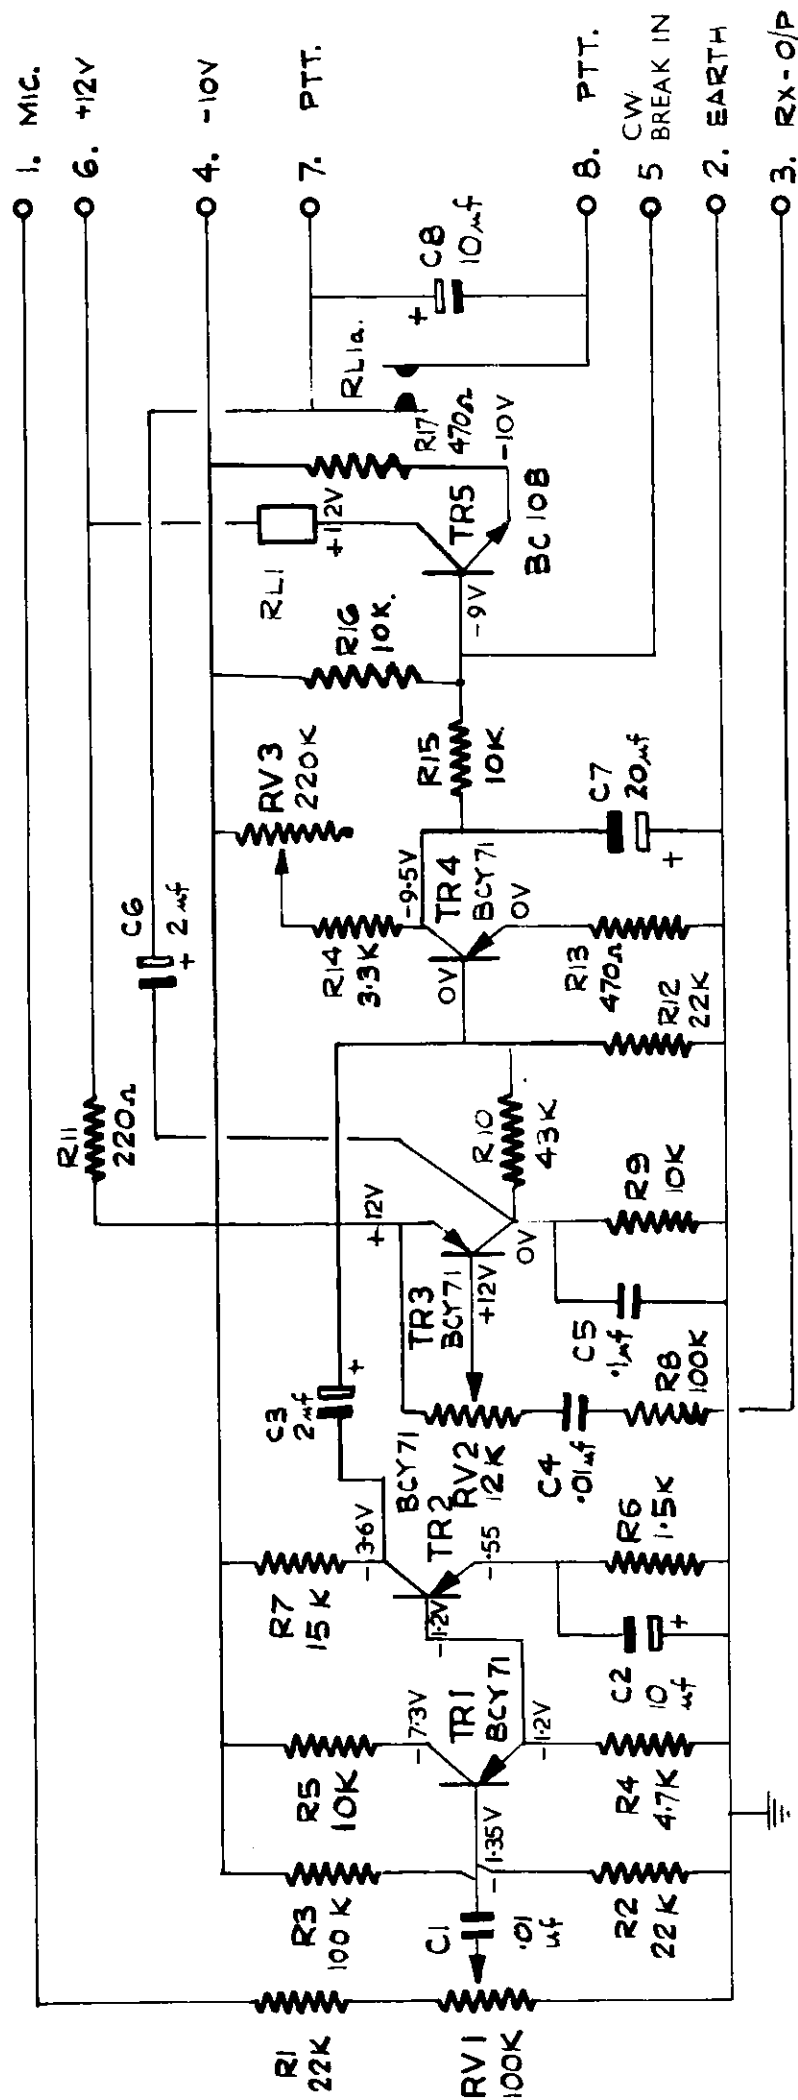 1. MIC.
6. +12V
4. -10V
7. PTT.
8. PTT.
5 CW
BREAK IN
2. EARTH
3. RX-O/P
C8
10µf
+
RL1a.
R17
470Ω
-10V
TR5
BC108
+12V
RL1
-9V
R16
10K.
R15
10K
RV3
220K
C7
20µf
+
-9.5V
TR4
BCY71
0V
0V
R14
3.3K
R13
470Ω
R12
22K
C6
2µf
+
R11
220Ω
R10
43K
R9
10K
+12V
TR3
BCY71
+12V
0V
C5
.1µf
R8
100K
C3
2µf
+
RV2
12K
C4
.01µf
BCY71
TR2
-3.6V
-.55
-1.2V
R6
1.5K
R7
15K
C2
10
µf
+
-7.3V
TR1
BCY71
-1.2V
R5
10K
R4
4.7K
-1.35V
R3
100K
R2
22K
C1
.01
µf
R1
22K
RV1
100K